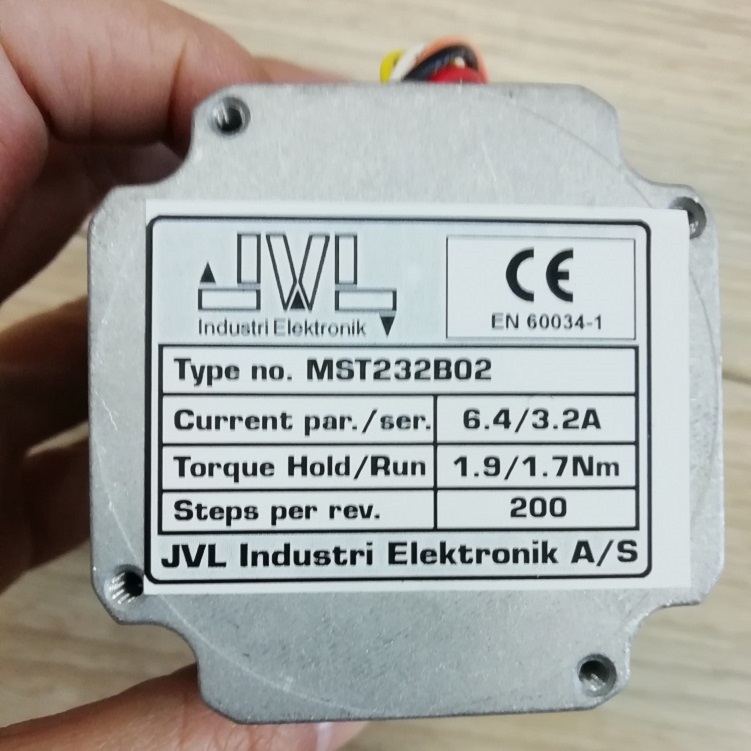 JVL
Industri Elektronik
CE
EN 60034-1
Type no. MST232B02
Current par./ser. 6.4/3.2A
Torque Hold/Run 1.9/1.7Nm
Steps per rev. 200
JVL Industri Elektronik A/S